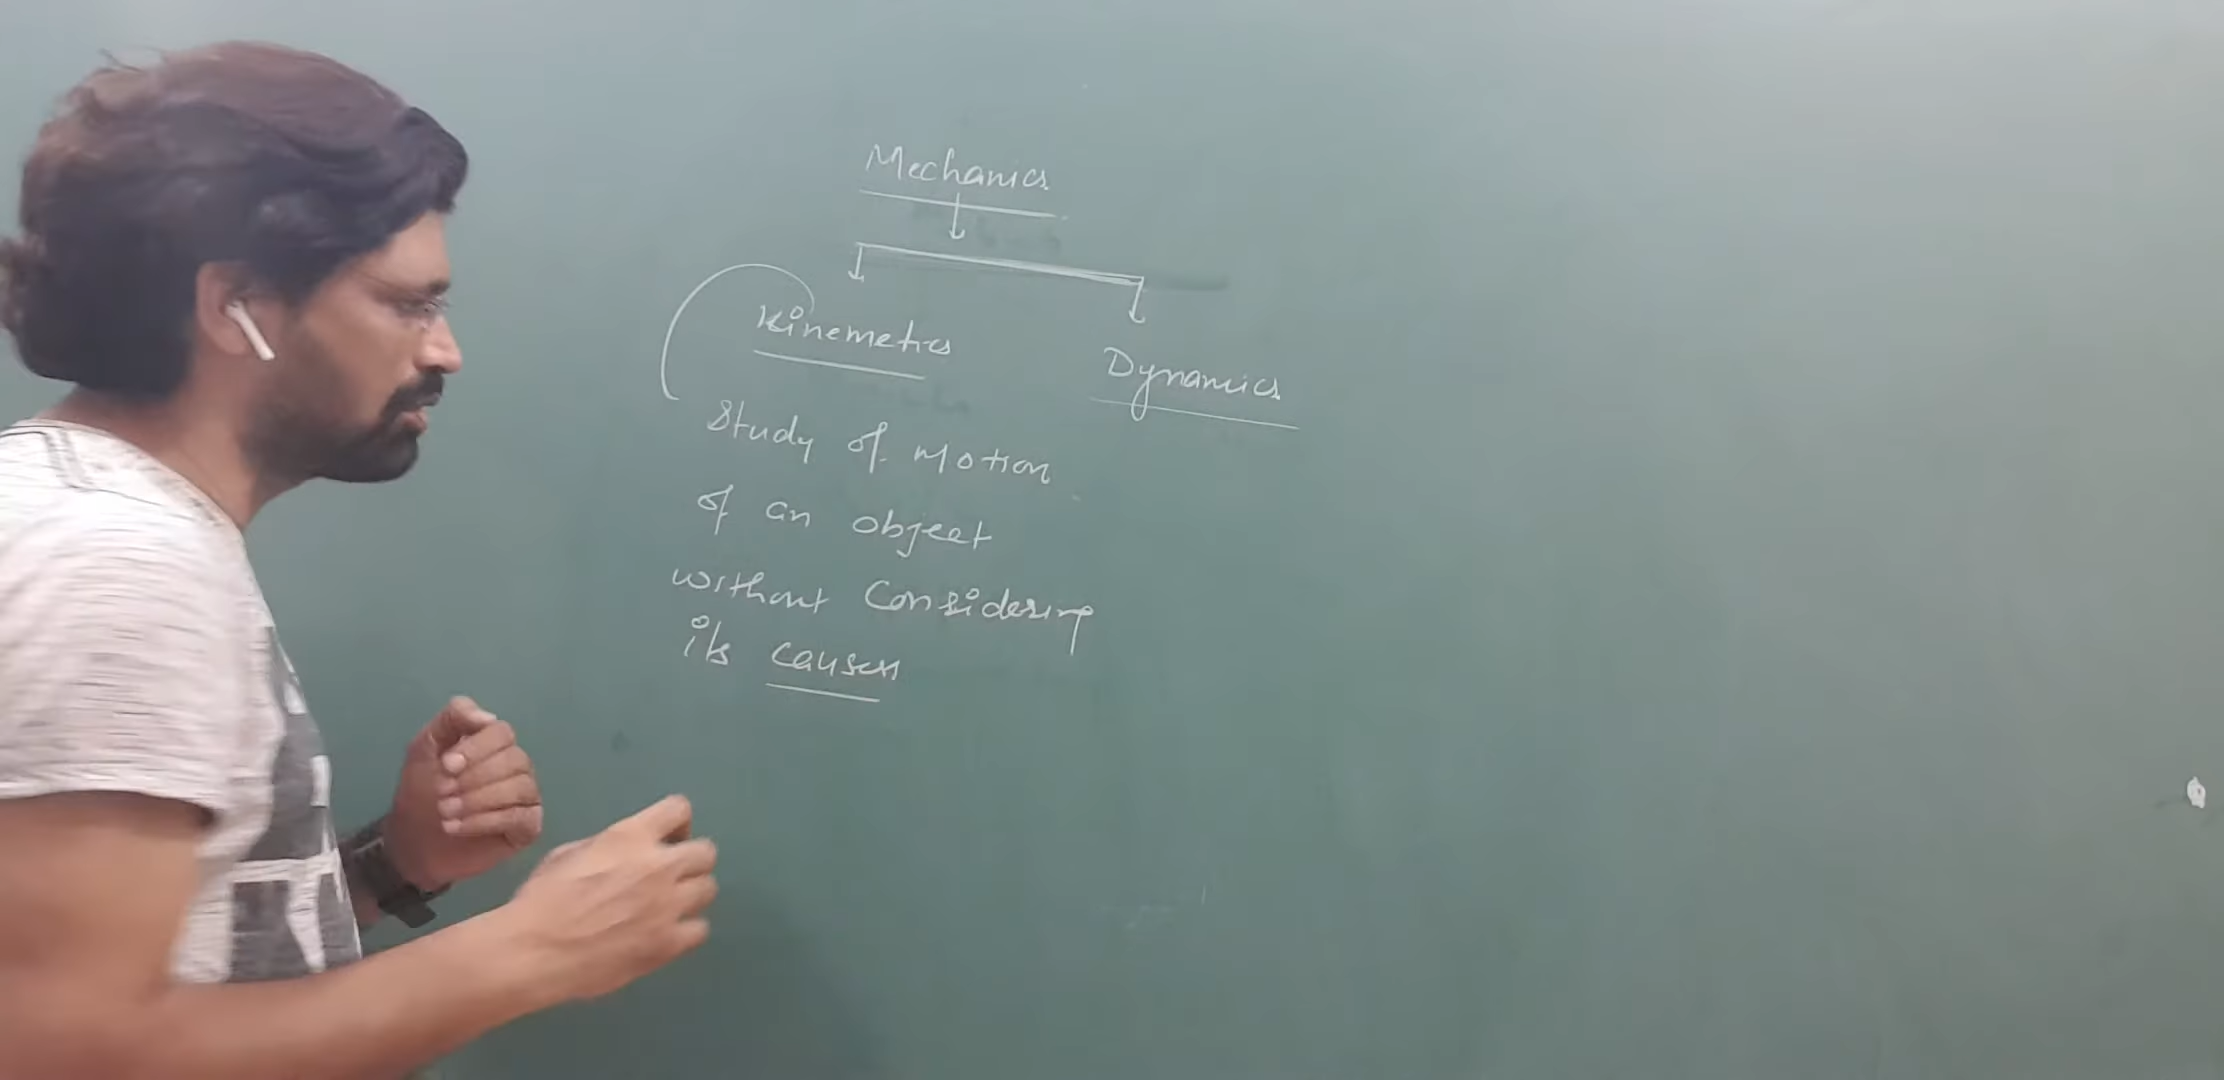 Mechanics
Kinemetics
Dynamics
Study of Motion
of an object
without Considering
its causes